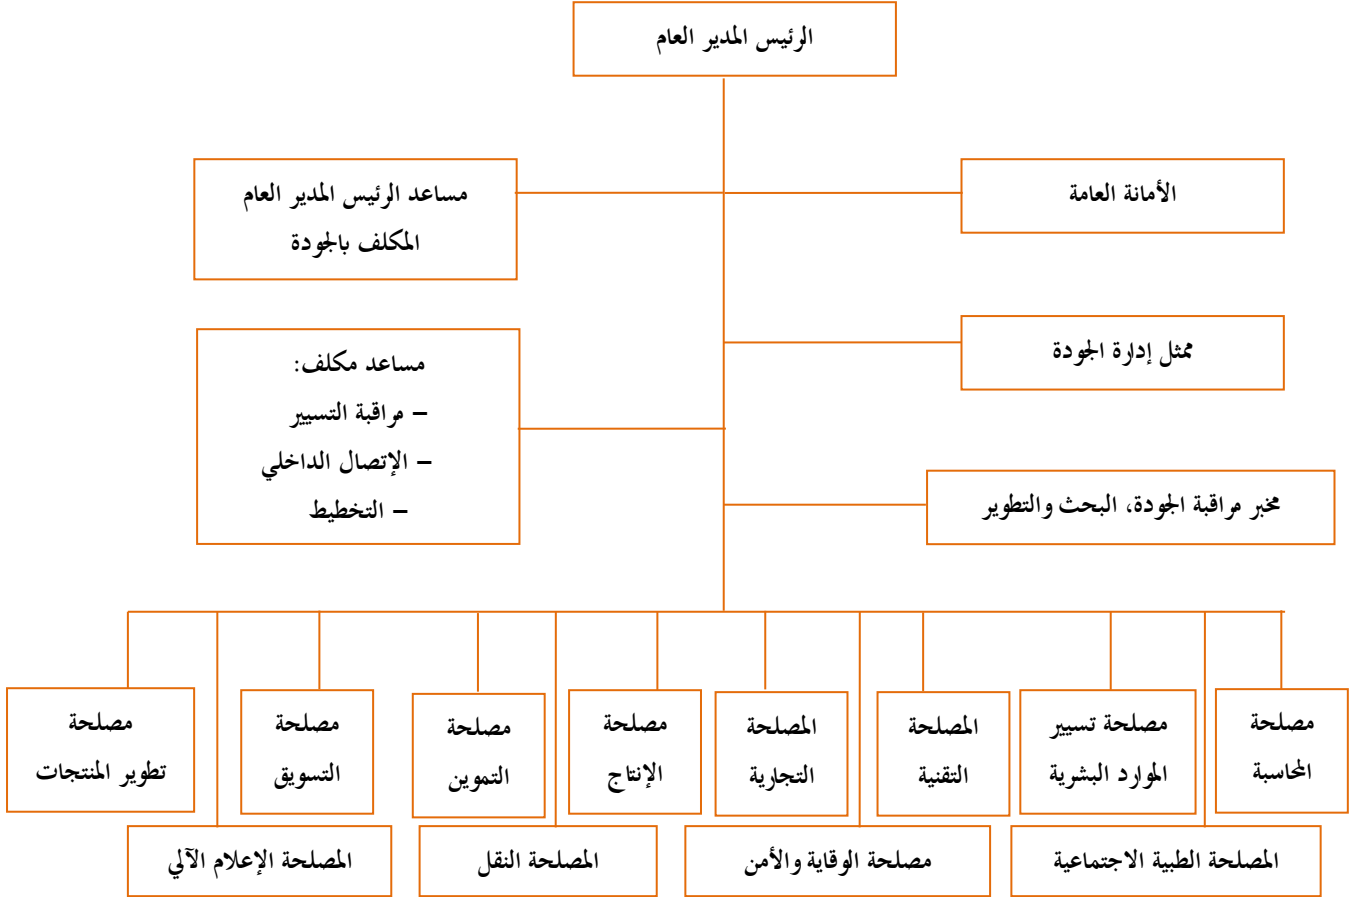 الرئيس المدير العام
الأمانة العامة
مساعد الرئيس المدير العام
المكلف بالجودة
ممثل إدارة الجودة
مساعد مكلف:
– مراقبة التسيير
– الإتصال الداخلي
– التخطيط
مخبر مراقبة الجودة، البحث والتطوير
مصلحة
المحاسبة
مصلحة تسيير
الموارد البشرية
المصلحة
التقنية
المصلحة
التجارية
مصلحة
الإنتاج
مصلحة
التموين
مصلحة
التسويق
مصلحة
تطوير المنتجات
المصلحة الطبية الاجتماعية
مصلحة الوقاية والأمن
المصلحة النقل
المصلحة الإعلام الآلي